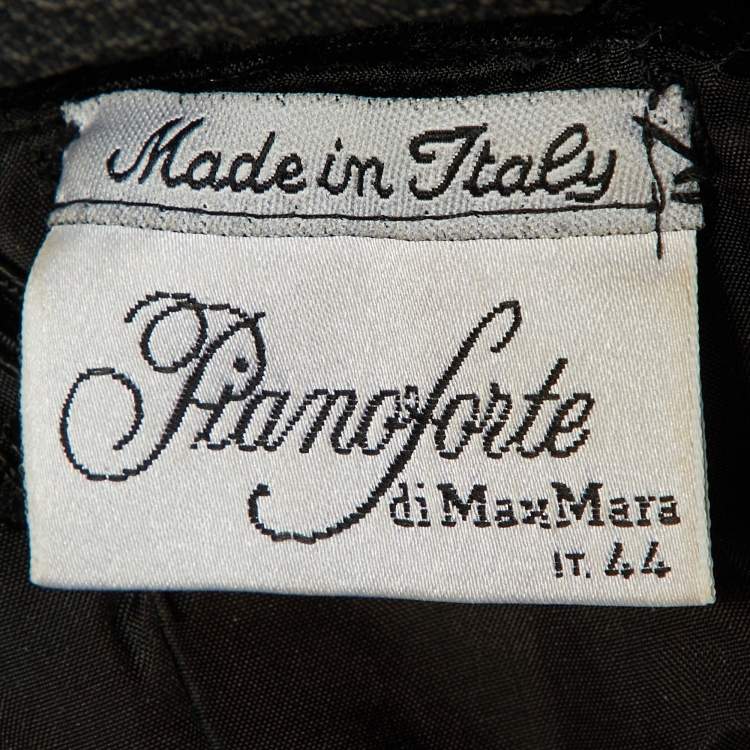 Made in Italy
Pianoforte
di MaxMara
IT. 44